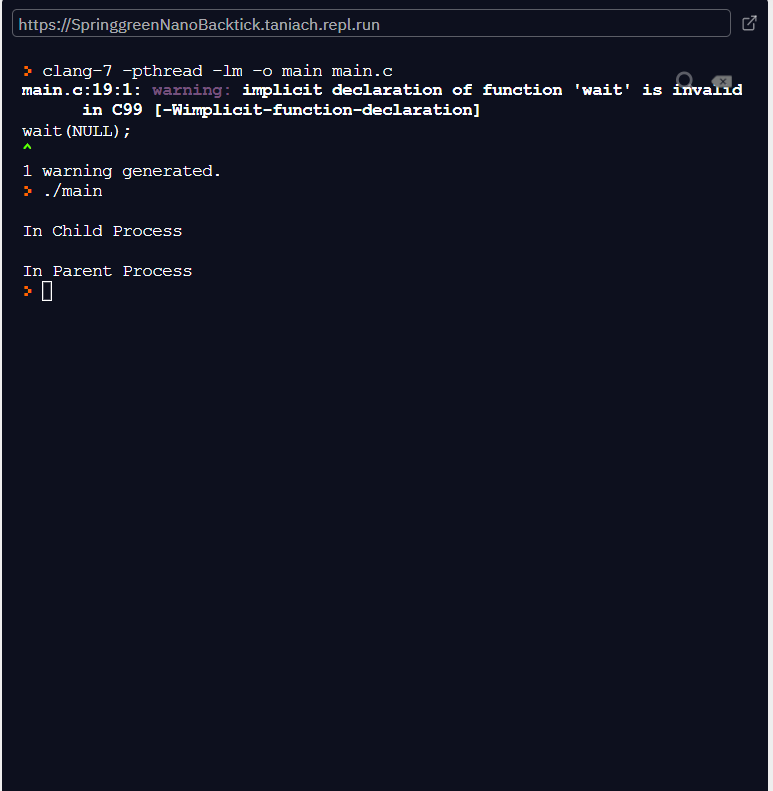 https://SpringgreenNanoBacktick.taniach.repl.run
> clang-7 -pthread -lm -o main main.c
main.c:19:1: warning: implicit declaration of function 'wait' is invalid
in C99 [-Wimplicit-function-declaration]
wait(NULL);
^
1 warning generated.
> ./main
In Child Process
In Parent Process
>